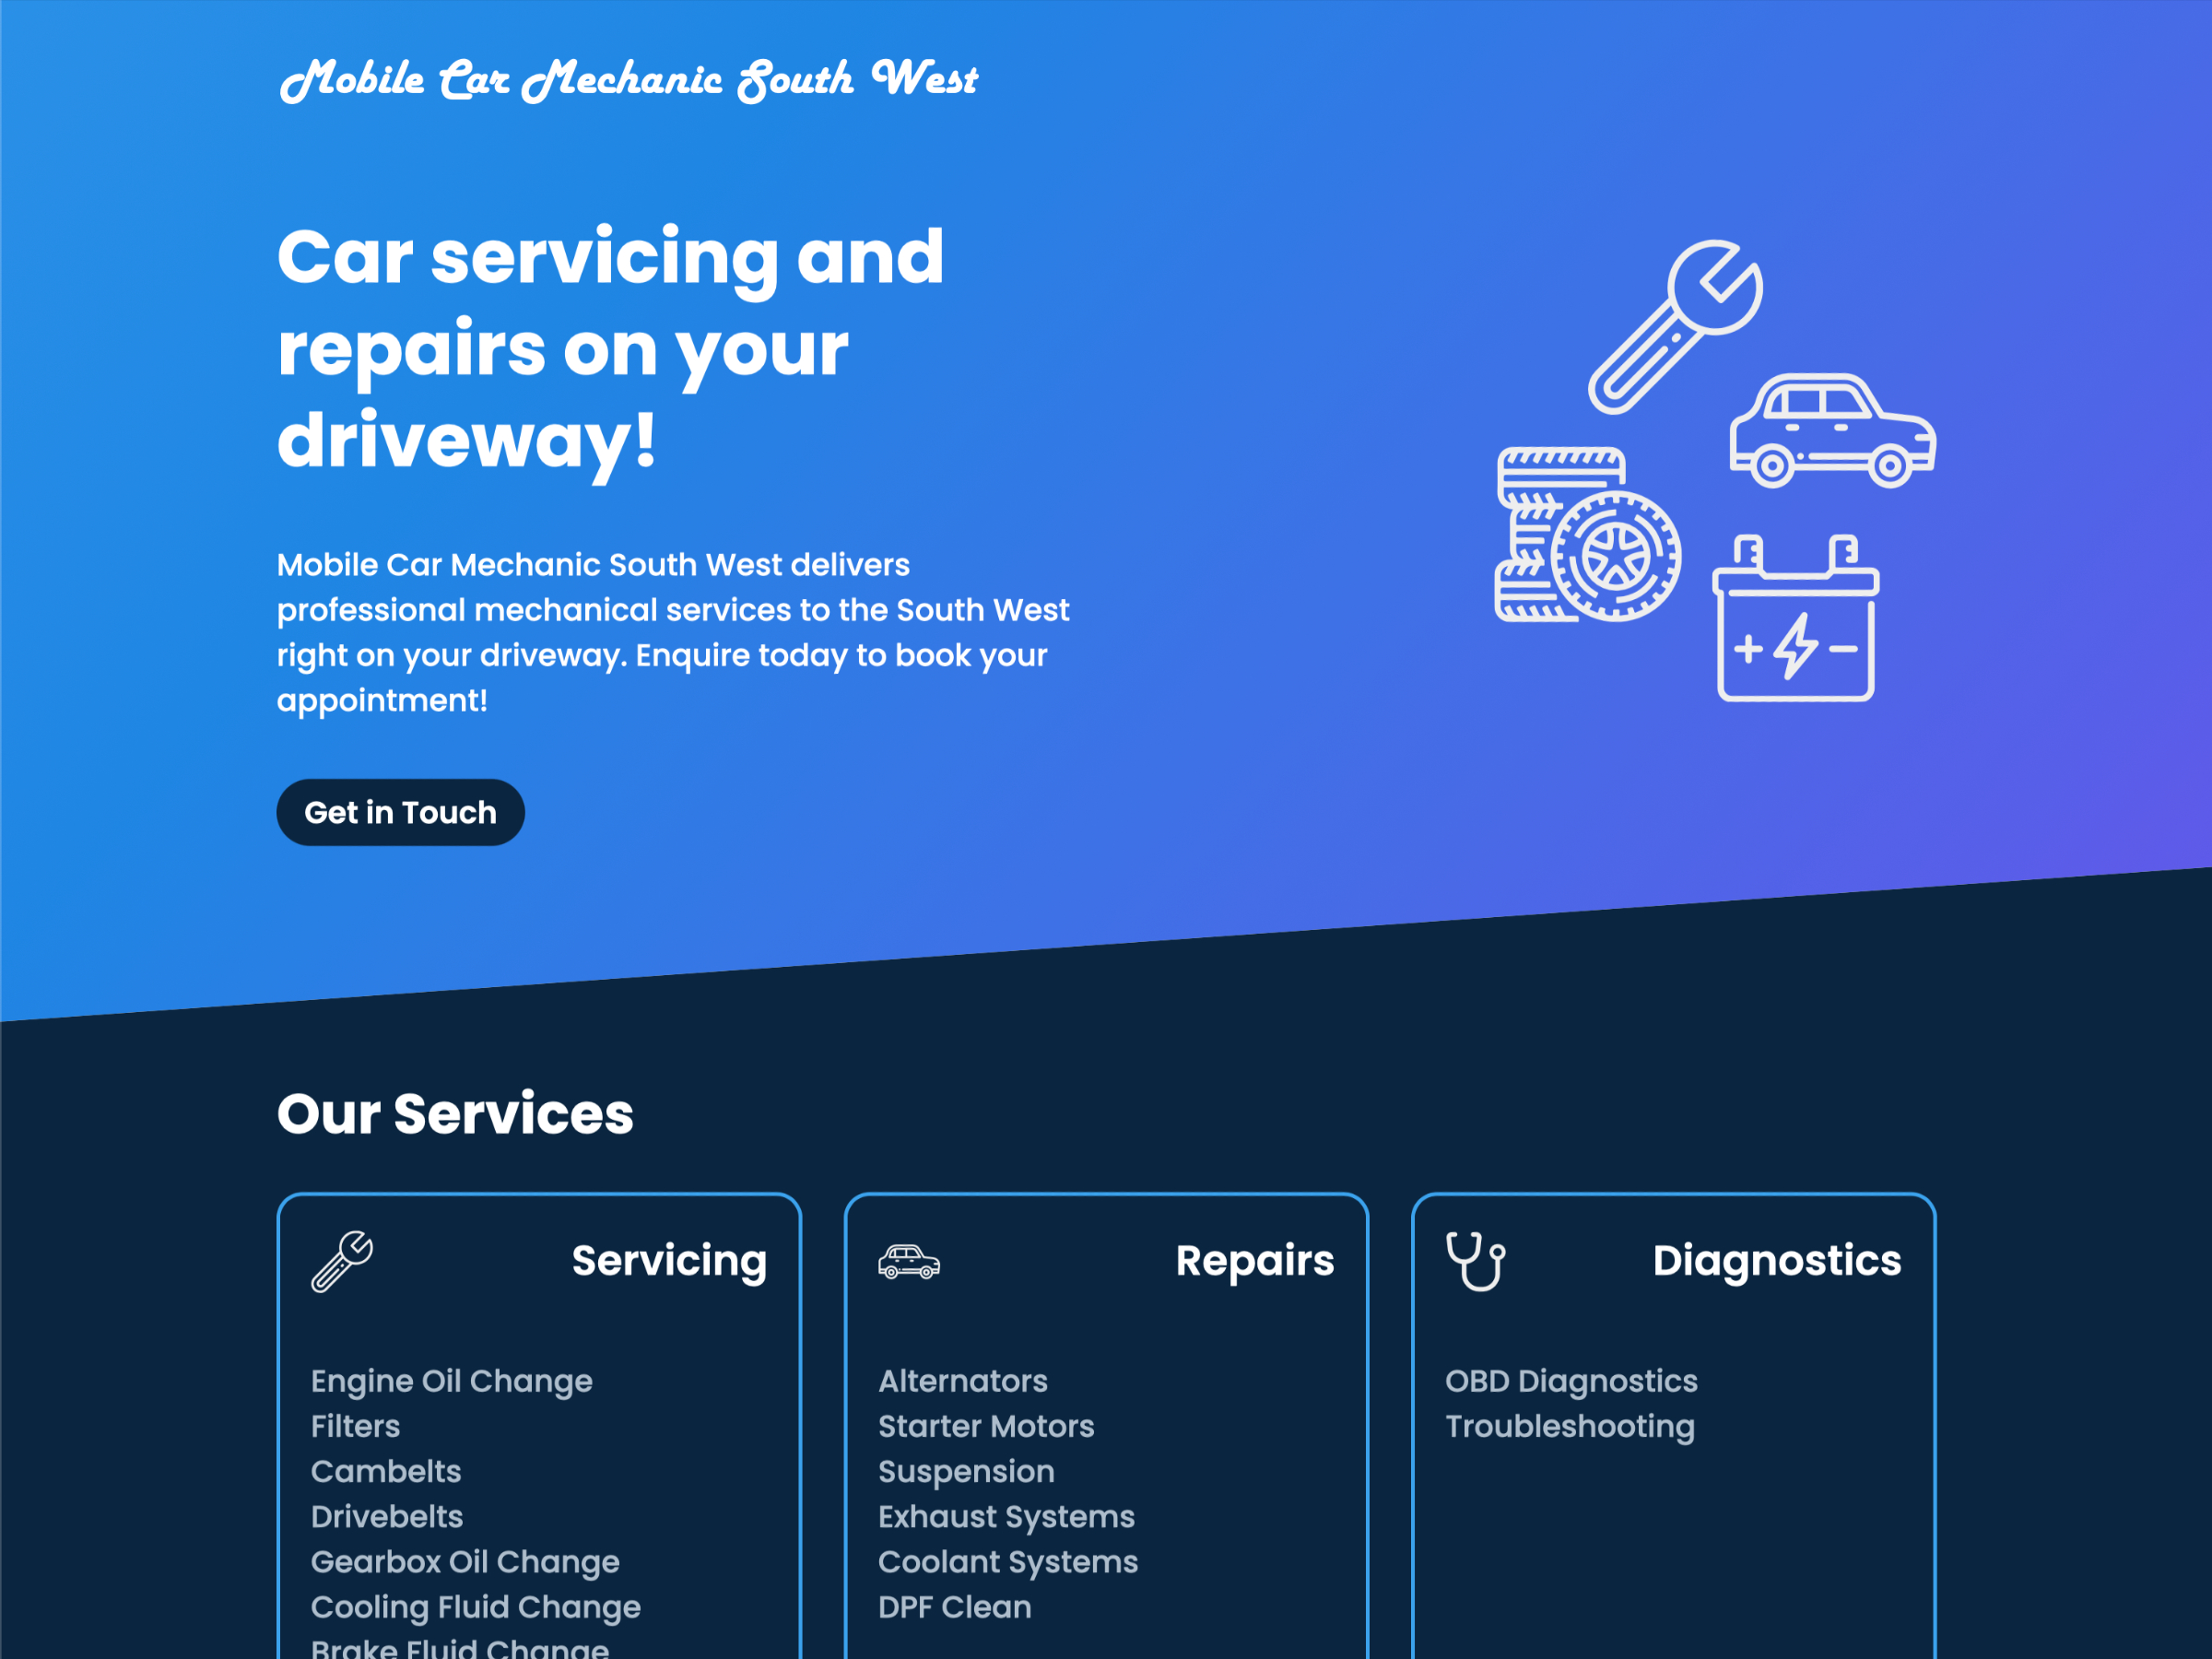 Mobile Car Mechanic South West
Car servicing and
repairs on your
driveway!
Mobile Car Mechanic South West delivers
professional mechanical services to the South West
right on your driveway. Enquire today to book your
appointment!
Get in Touch
Our Services
Servicing
Engine Oil Change
Filters
Cambelts
Drivebelts
Gearbox Oil Change
Cooling Fluid Change
Brake Fluid Change
Repairs
Alternators
Starter Motors
Suspension
Exhaust Systems
Coolant Systems
DPF Clean
Diagnostics
OBD Diagnostics
Troubleshooting